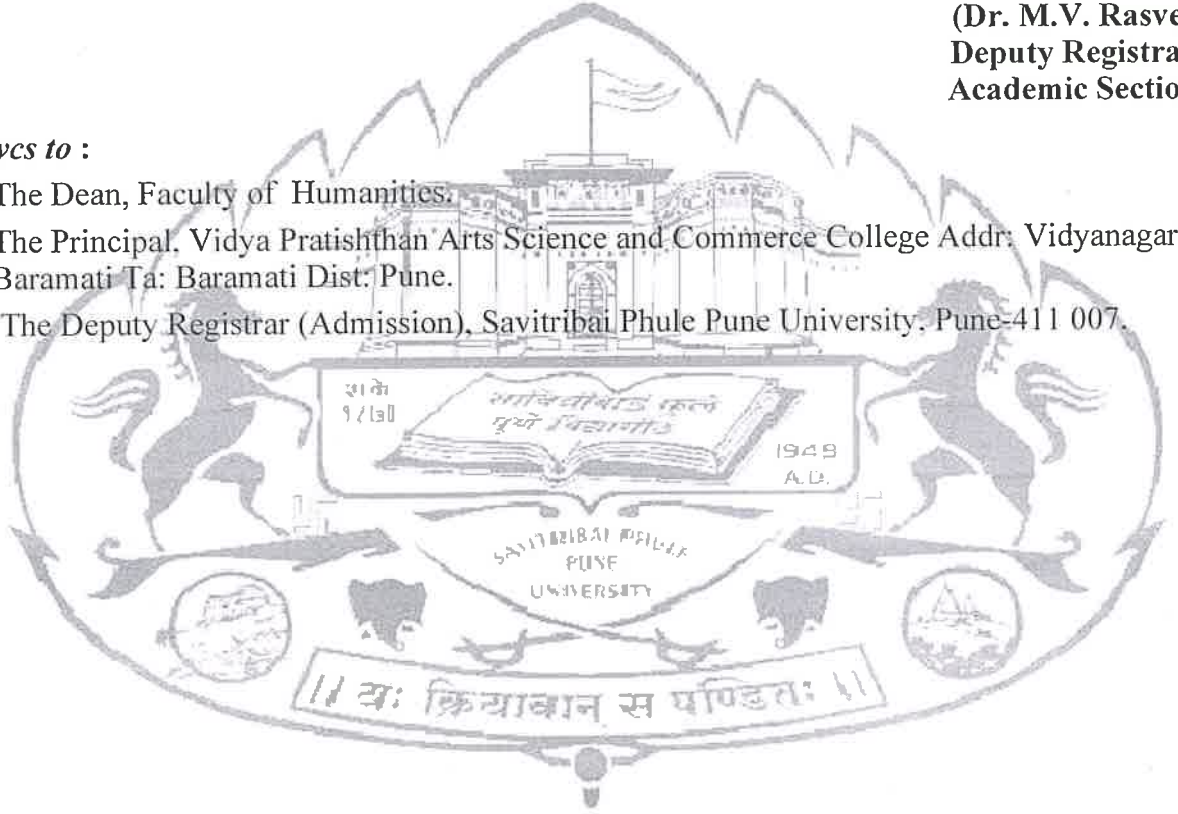 (Dr. M.V. Rasve
Deputy Registra
Academic Sectio
ycs to :
The Dean, Faculty of Humanities.
The Principal, Vidya Pratishthan Arts Science and Commerce College Addr: Vidyanagar
Baramati Ta: Baramati Dist: Pune.
The Deputy Registrar (Admission), Savitribai Phule Pune University, Pune-411 007.
शके
1949
A.D.
SAVITRIBAI PHULE
PUNE
UNIVERSITY
।। यः क्रियावान स पण्डितः ।।